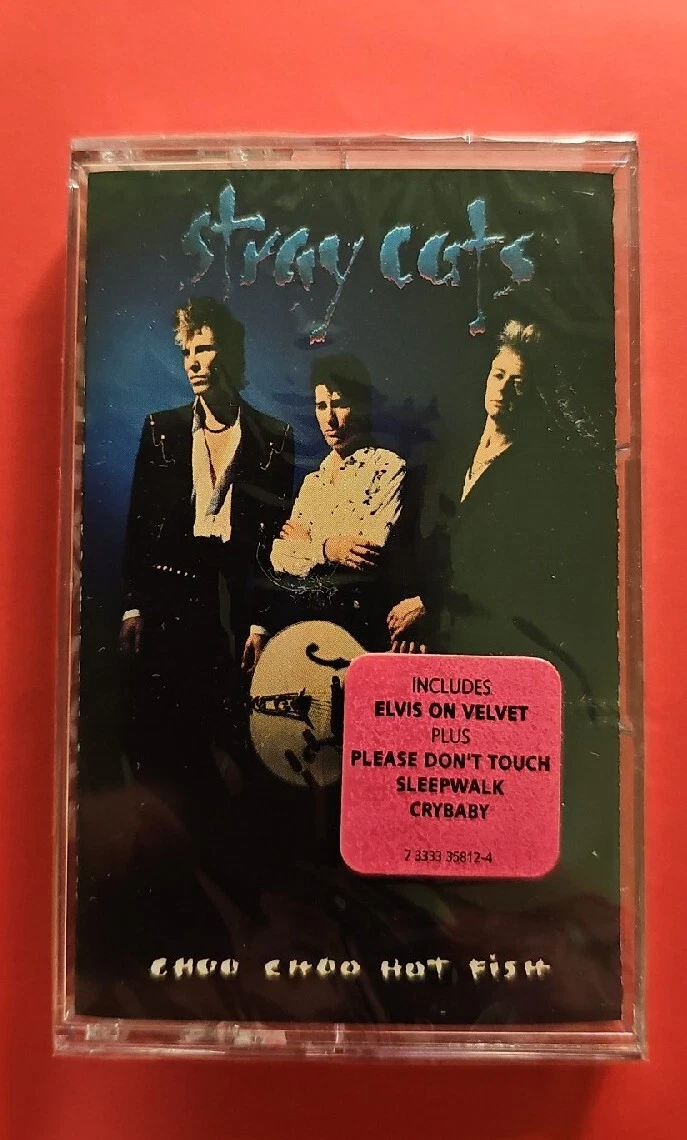 stray cats
INCLUDES
ELVIS ON VELVET
PLUS
PLEASE DON'T TOUCH
SLEEPWALK
CRYBABY
2 3333 35812-4
CHOO CHOO HOT FiSH